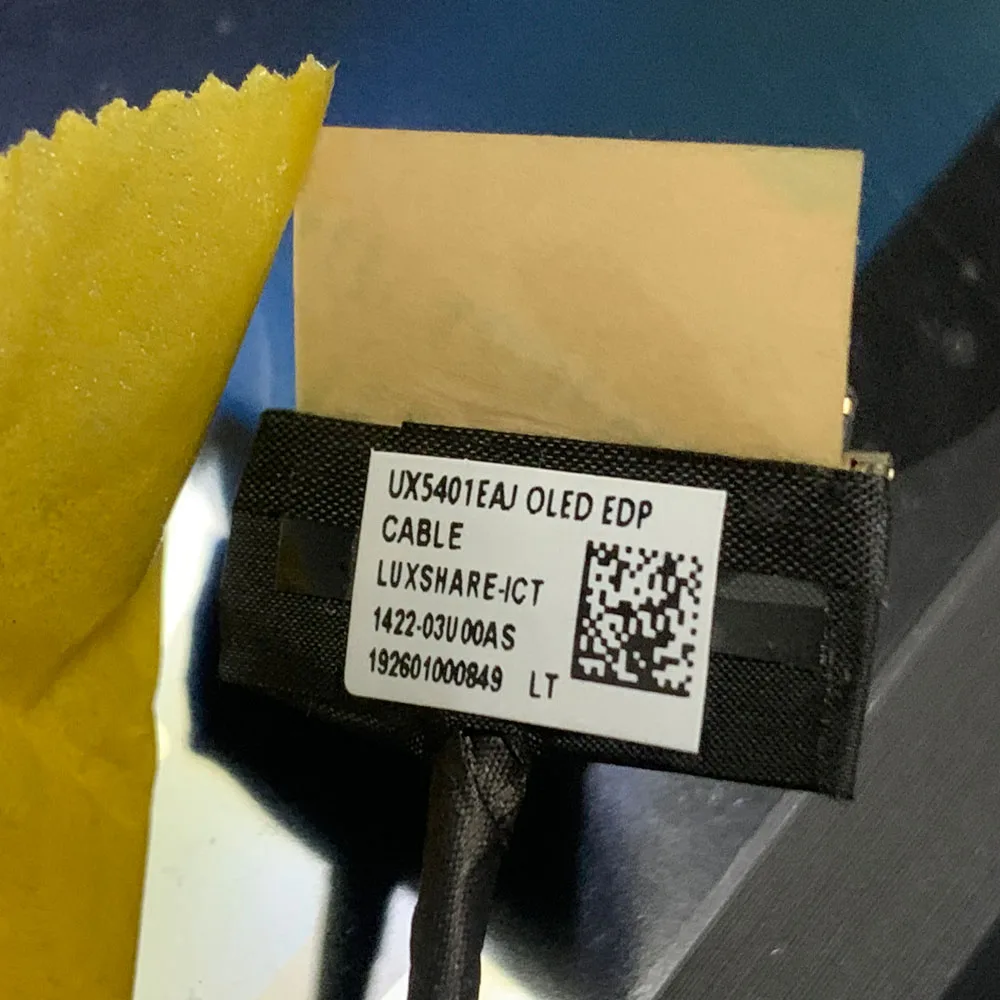 UX5401EAJ OLED EDP
CABLE
LUXSHARE-ICT
1422-03U00AS
192601000849 LT